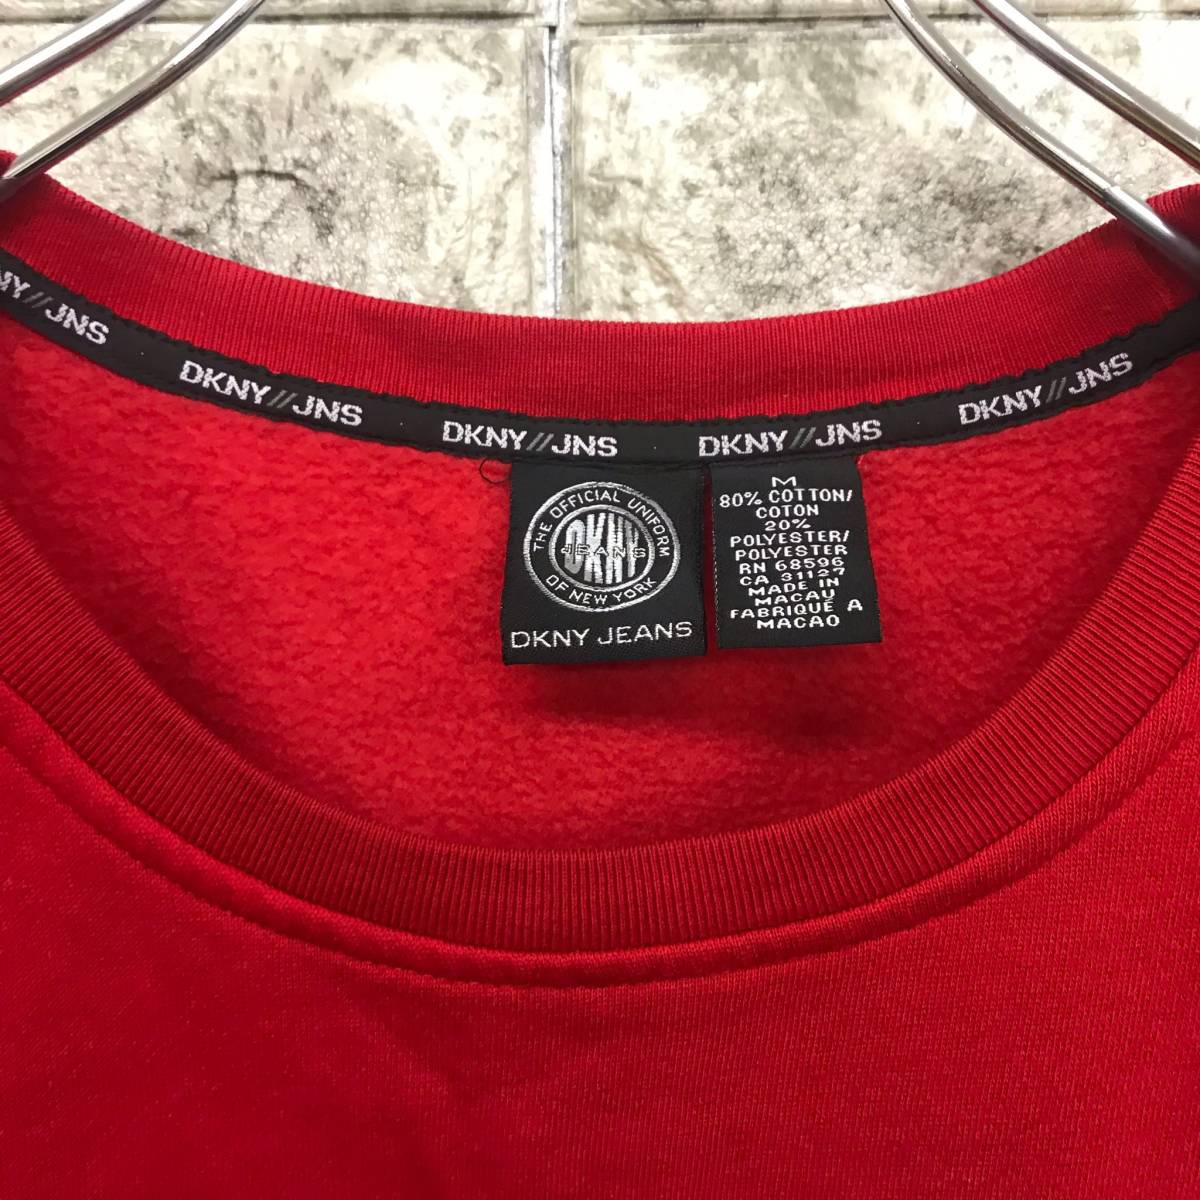 NY//JNS
DKNY//JNS
DKNY//JNS
DKNY//JNS
DKNY//JNS
THE OFFICIAL UNIFORM
DKNY
JEANS
OF NEW YORK
DKNY JEANS
M
80% COTTON/
COTON
20%
POLYESTER/
POLYESTER
RN 68596
CA 31127
MADE IN
MACAU
FABRIQUÉ A
MACAO